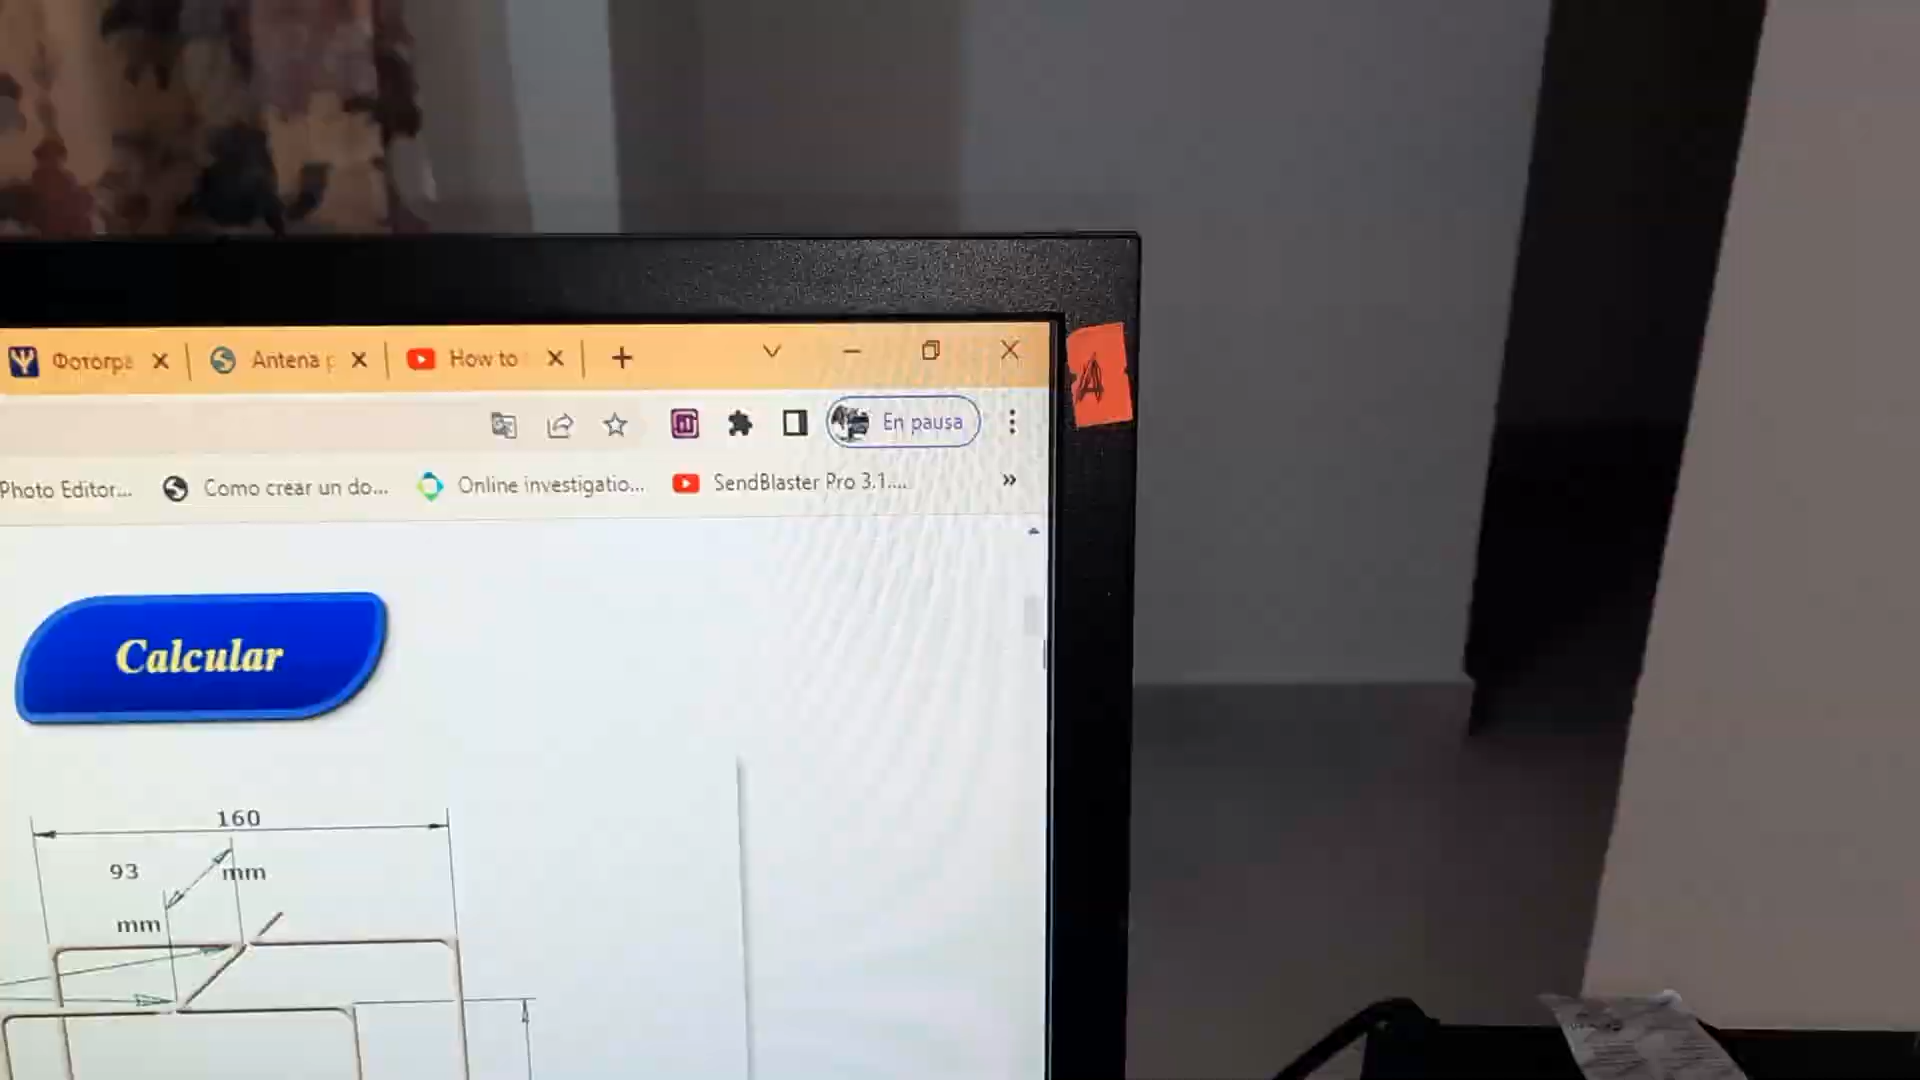 Фотогра
Antena p
How to
En pausa
Photo Editor...
Como crear un do...
Online investigatio...
SendBlaster Pro 3.1....
A
Calcular
160
93
mm
mm